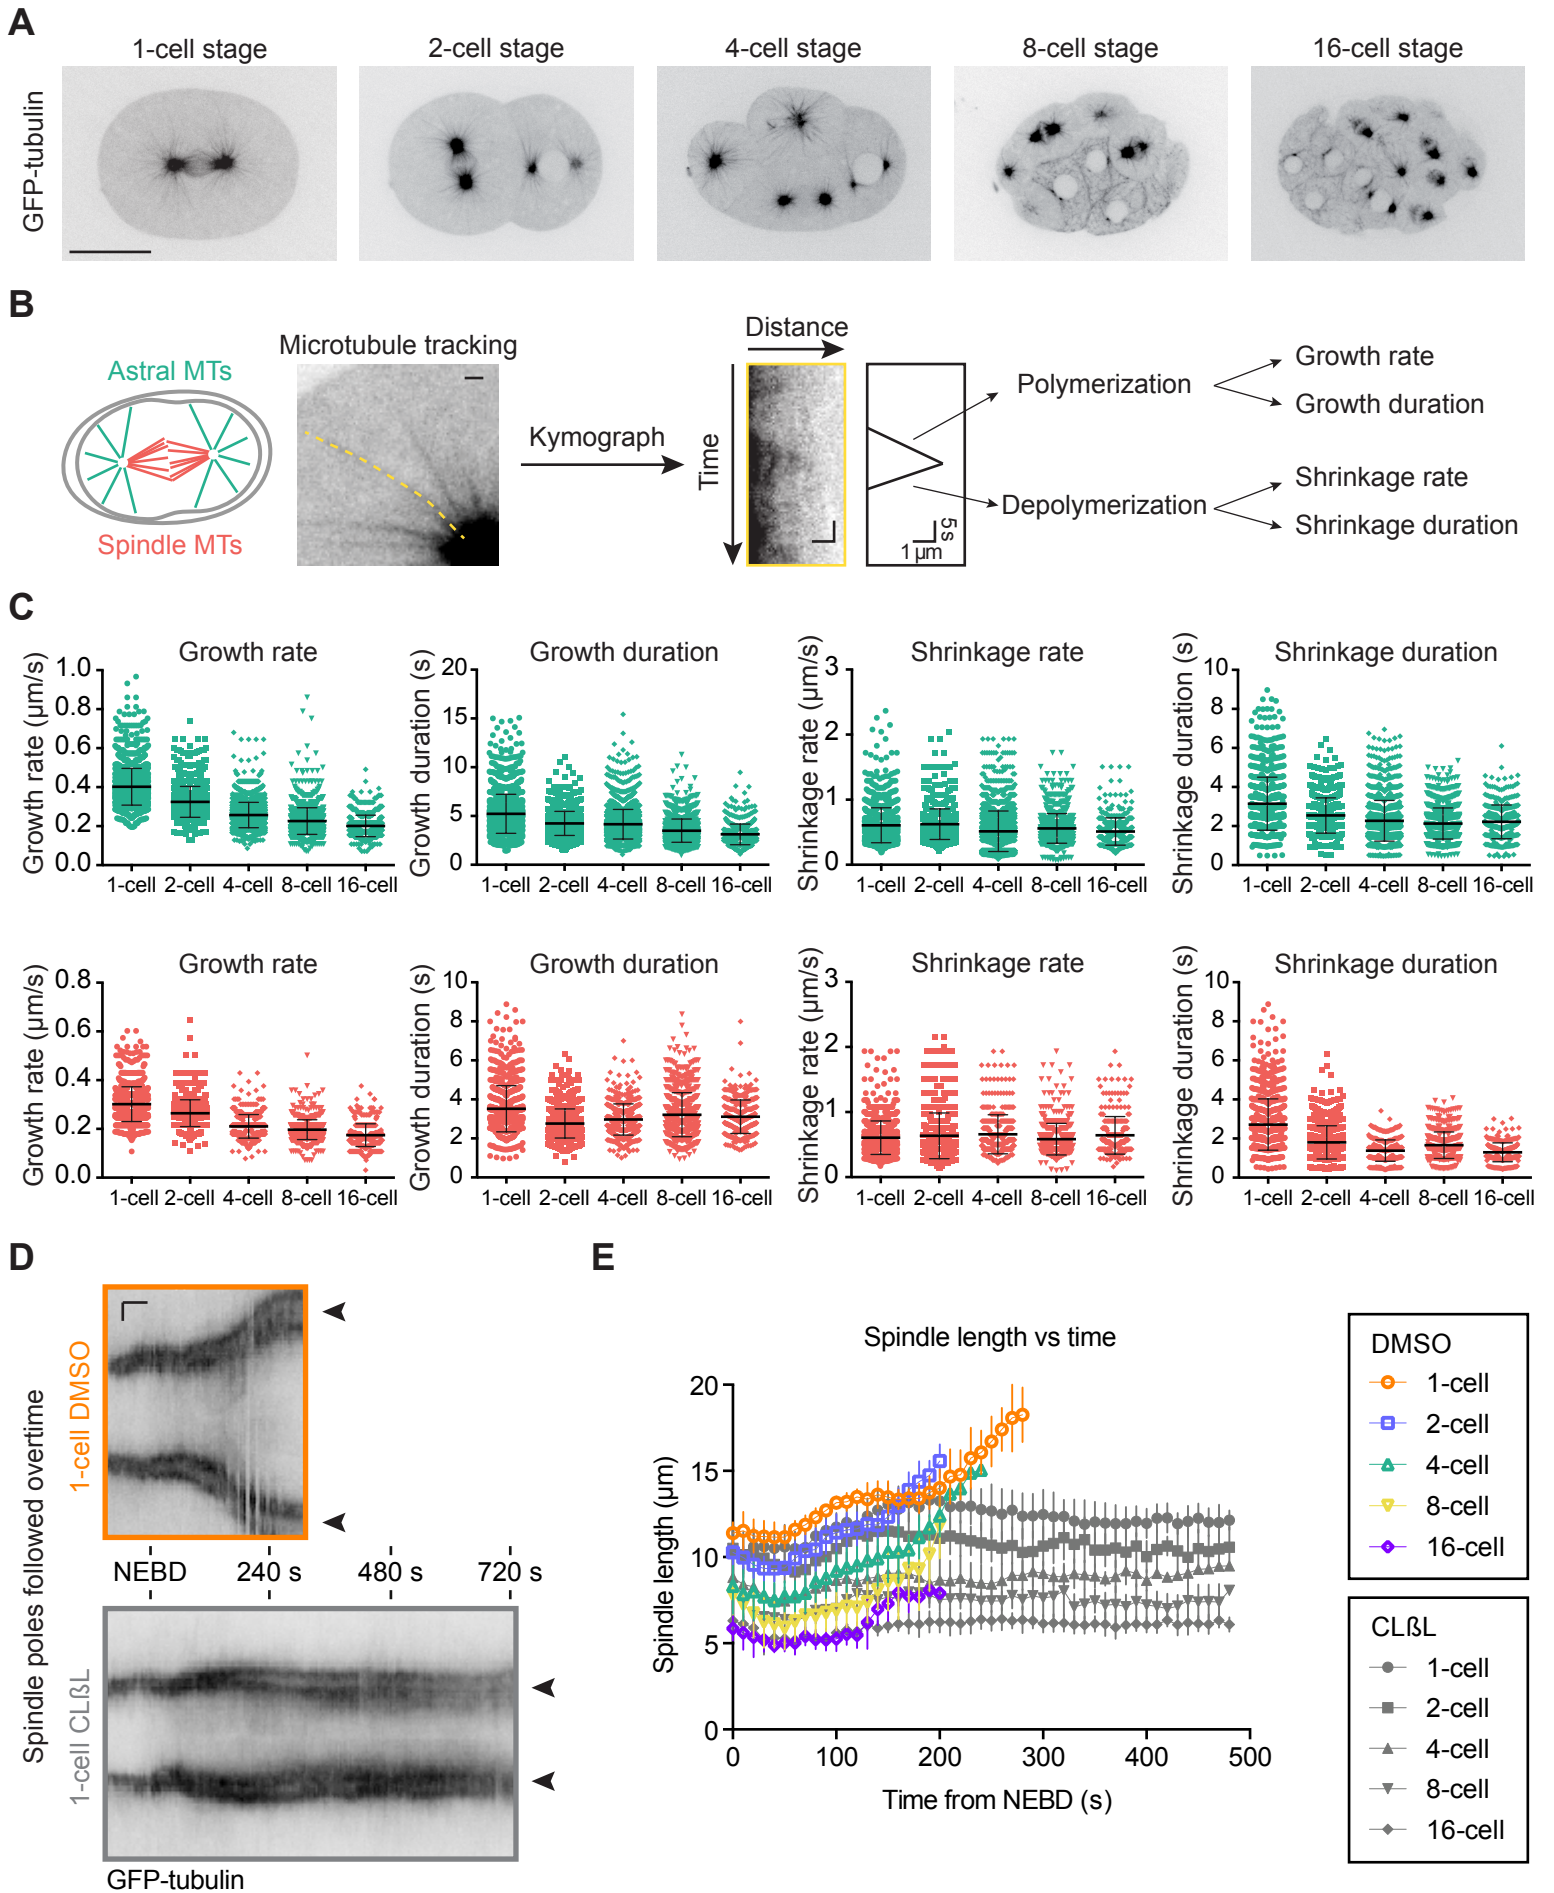 A
1-cell stage
2-cell stage
4-cell stage
8-cell stage
16-cell stage
GFP-tubulin
B
Astral MTs
Spindle MTs
Microtubule tracking
Kymograph
Distance
Time
5s
1 µm
Polymerization
Depolymerization
Growth rate
Growth duration
Shrinkage rate
Shrinkage duration
C
Growth rate
Growth rate (µm/s)
1.0
0.8
0.6
0.4
0.2
0.0
1-cell 2-cell 4-cell 8-cell 16-cell
Growth duration
Growth duration (s)
20
15
10
5
0
1-cell 2-cell 4-cell 8-cell 16-cell
Shrinkage rate
Shrinkage rate (µm/s)
3
2
1
0
1-cell 2-cell 4-cell 8-cell 16-cell
Shrinkage duration
Shrinkage duration (s)
10
8
6
4
2
0
1-cell 2-cell 4-cell 8-cell 16-cell
Growth rate
Growth rate (µm/s)
0.8
0.6
0.4
0.2
0.0
1-cell 2-cell 4-cell 8-cell 16-cell
Growth duration
Growth duration (s)
10
8
6
4
2
0
1-cell 2-cell 4-cell 8-cell 16-cell
Shrinkage rate
Shrinkage rate (µm/s)
3
2
1
0
1-cell 2-cell 4-cell 8-cell 16-cell
Shrinkage duration
Shrinkage duration (s)
10
8
6
4
2
0
1-cell 2-cell 4-cell 8-cell 16-cell
D
Spindle poles followed overtime
1-cell DMSO
NEBD 240 s 480 s 720 s
1-cell CLßL
GFP-tubulin
E
Spindle length vs time
Spindle length (µm)
20
15
10
5
0
0 100 200 300 400 500
Time from NEBD (s)
DMSO
1-cell
2-cell
4-cell
8-cell
16-cell
CLßL
1-cell
2-cell
4-cell
8-cell
16-cell